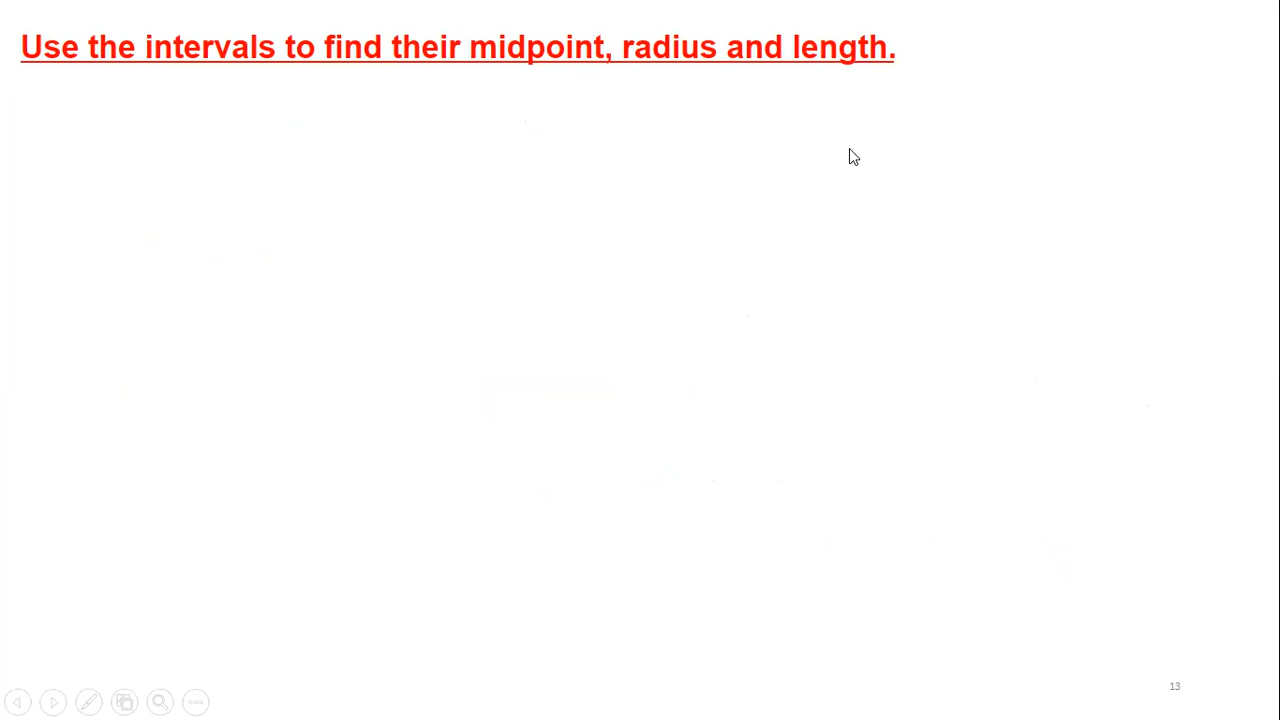 Use the intervals to find their midpoint, radius and length.
13